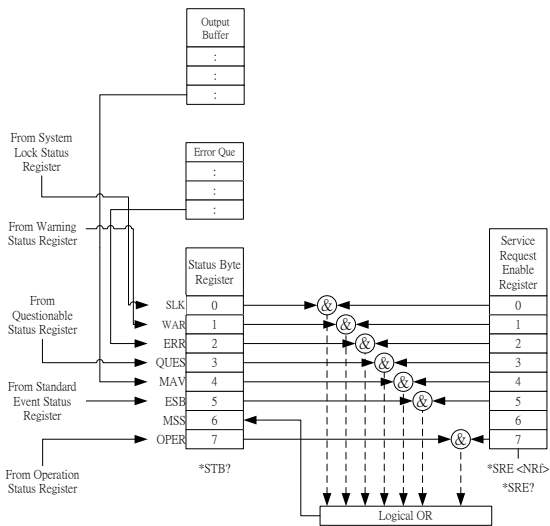 Output
Buffer
:
:
:
From System
Lock Status
Register
Error Que
:
:
:
From Warning
Status Register
Status Byte
Register
Service
Request
Enable
Register
From
Questionable
Status Register
SLK 0 & 0
WAR 1 & 1
ERR 2 & 2
QUES 3 & 3
MAV 4 & 4
From Standard
Event Status
Register
ESB 5 & 5
MSS 6 6
OPER 7 & 7
*STB?
*SRE <NRf>
*SRE?
From Operation
Status Register
Logical OR